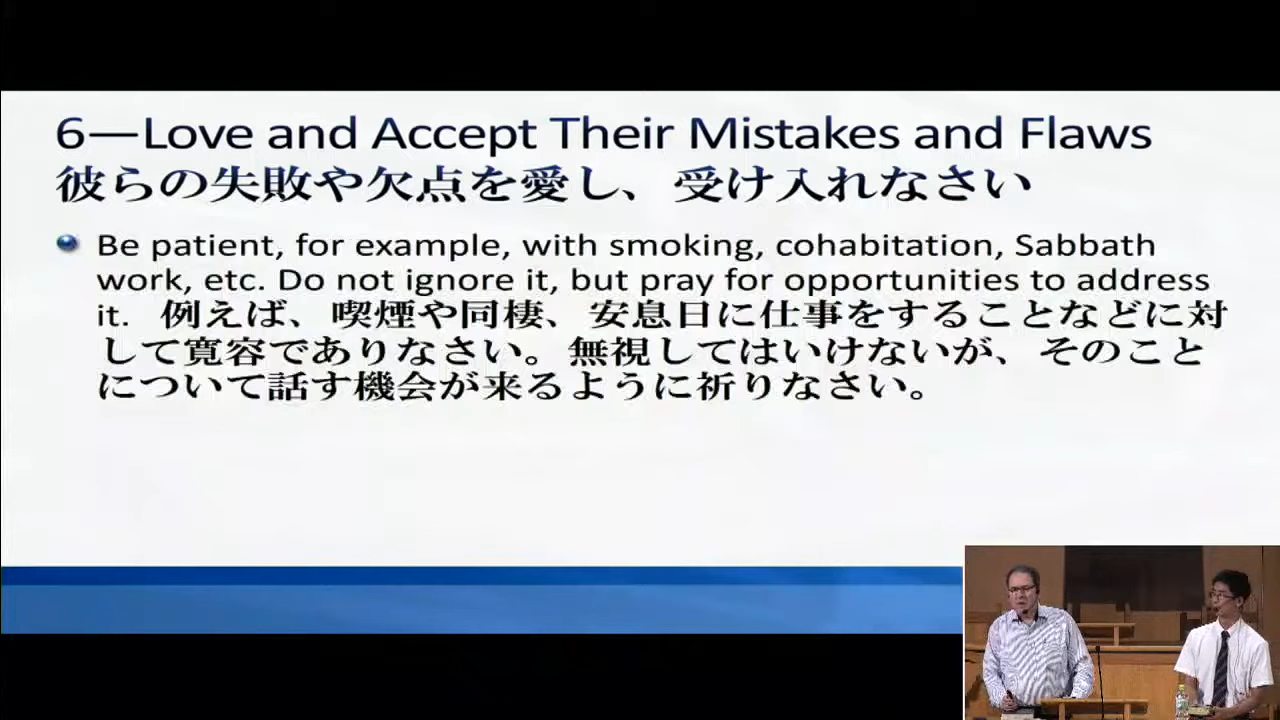 6—Love and Accept Their Mistakes and Flaws
彼らの失敗や欠点を愛し、受け入れなさい
Be patient, for example, with smoking, cohabitation, Sabbath
work, etc. Do not ignore it, but pray for opportunities to address
it. 例えば、喫煙や同棲、安息日に仕事をすることなどに対
して寛容でありなさい。無視してはいけないが、そのこと
について話す機会が来るように祈りなさい。